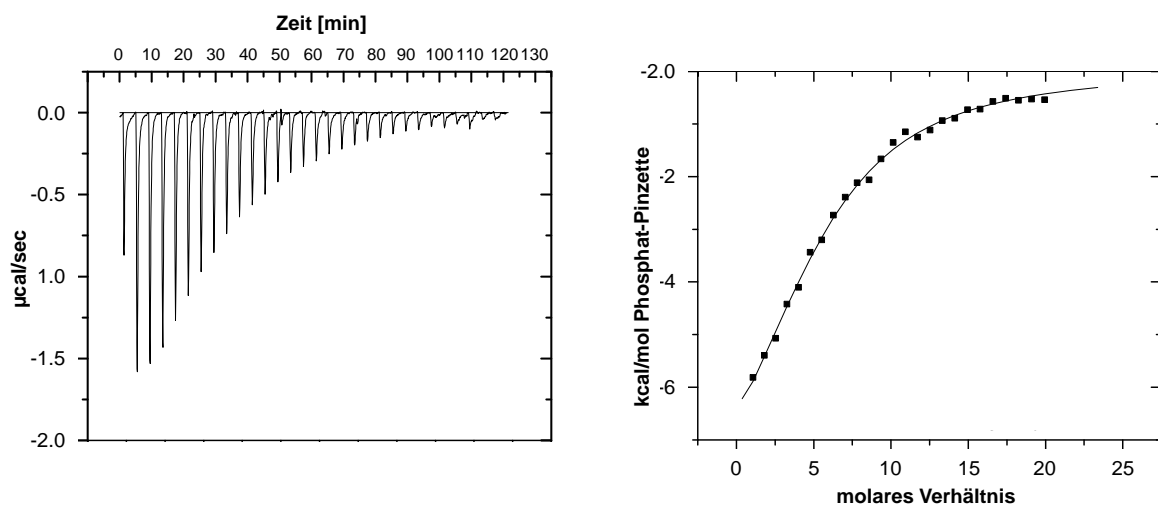 Zeit [min]
0 10 20 30 40 50 60 70 80 90 100 110 120 130
0.0
-0.5
1.0
-1.5
-2.0
µcal/sec
-2.0
-2
-4
-6
kcal/mol Phosphat-Pinzette
0 5 10 15 20 25
molares Verhältnis